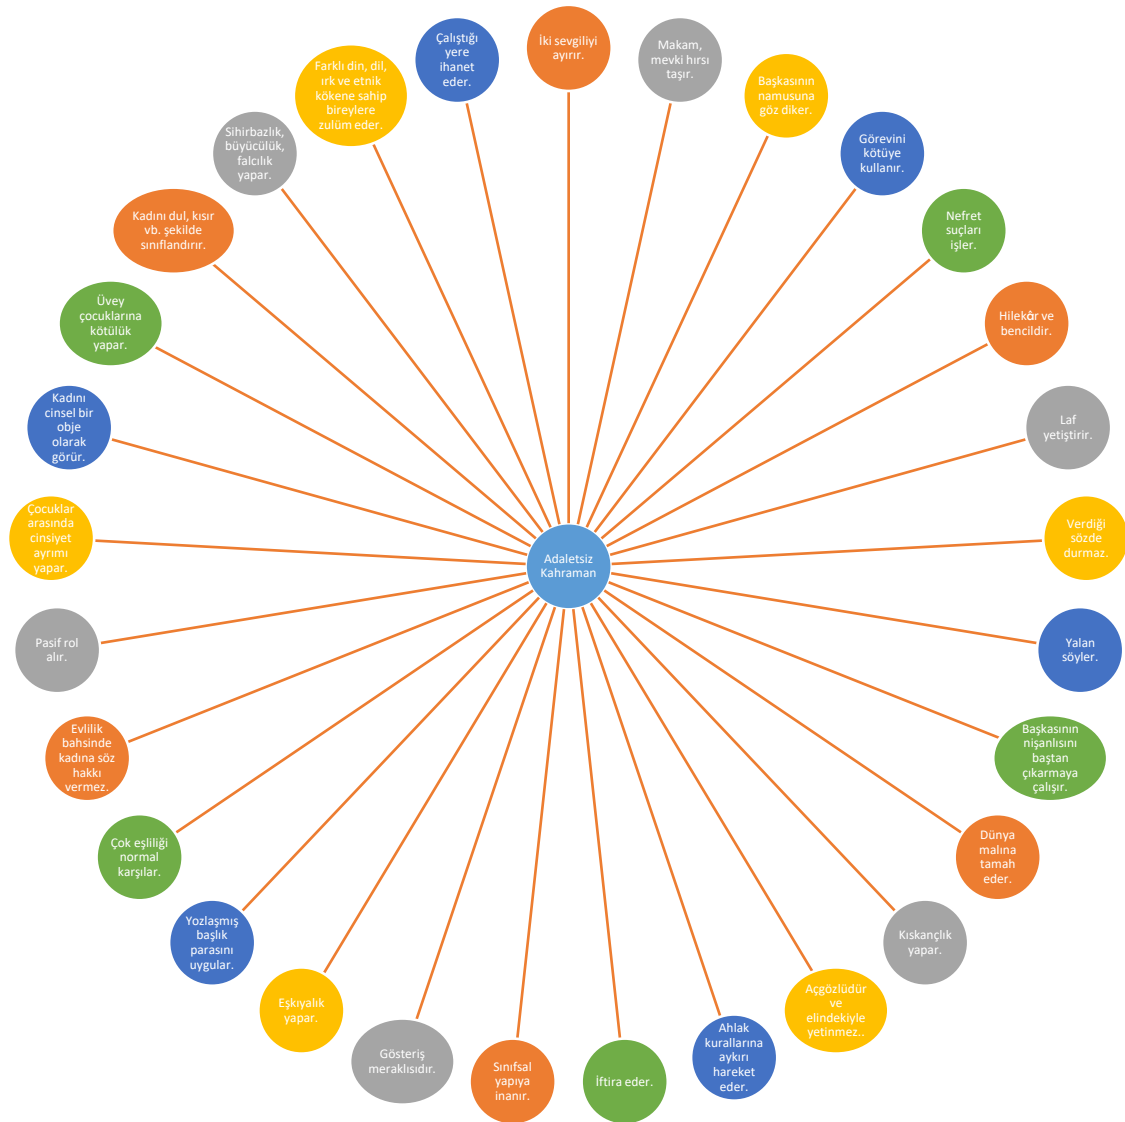 İki sevgiliyi
ayırır.
Makam,
mevki hırsı
taşır.
Başkasının
namusuna
göz diker.
Görevini
kötüye
kullanır.
Nefret
suçları
işler.
Hilekâr ve
bencildir.
Laf
yetiştirir.
Verdiği
sözde
durmaz.
Yalan
söyler.
Başkasının
nişanlısını
baştan
çıkarmaya
çalışır.
Dünya
malına
tamah
eder.
Kıskançlık
yapar.
Açgözlüdür
ve
elindekiyle
yetinmez..
Ahlak
kurallarına
aykırı
hareket
eder.
İftira eder.
Sınıfsal
yapıya
inanır.
Gösteriş
meraklısıdır.
Eşkıyalık
yapar.
Yozlaşmış
başlık
parasını
uygular.
Çok eşliliği
normal
karşılar.
Evlilik
bahsinde
kadına söz
hakkı
vermez.
Pasif rol
alır.
Çocuklar
arasında
cinsiyet
ayrımı
yapar.
Kadını
cinsel bir
obje
olarak
görür.
Üvey
çocuklarına
kötülük
yapar.
Kadını dul, kısır
vb. şekilde
sınıflandırır.
Sihirbazlık,
büyücülük,
falcılık
yapar.
Farklı din, dil,
ırk ve etnik
kökene sahip
bireylere
zulüm eder.
Çalıştığı
yere
ihanet
eder.
Adaletsiz
Kahraman